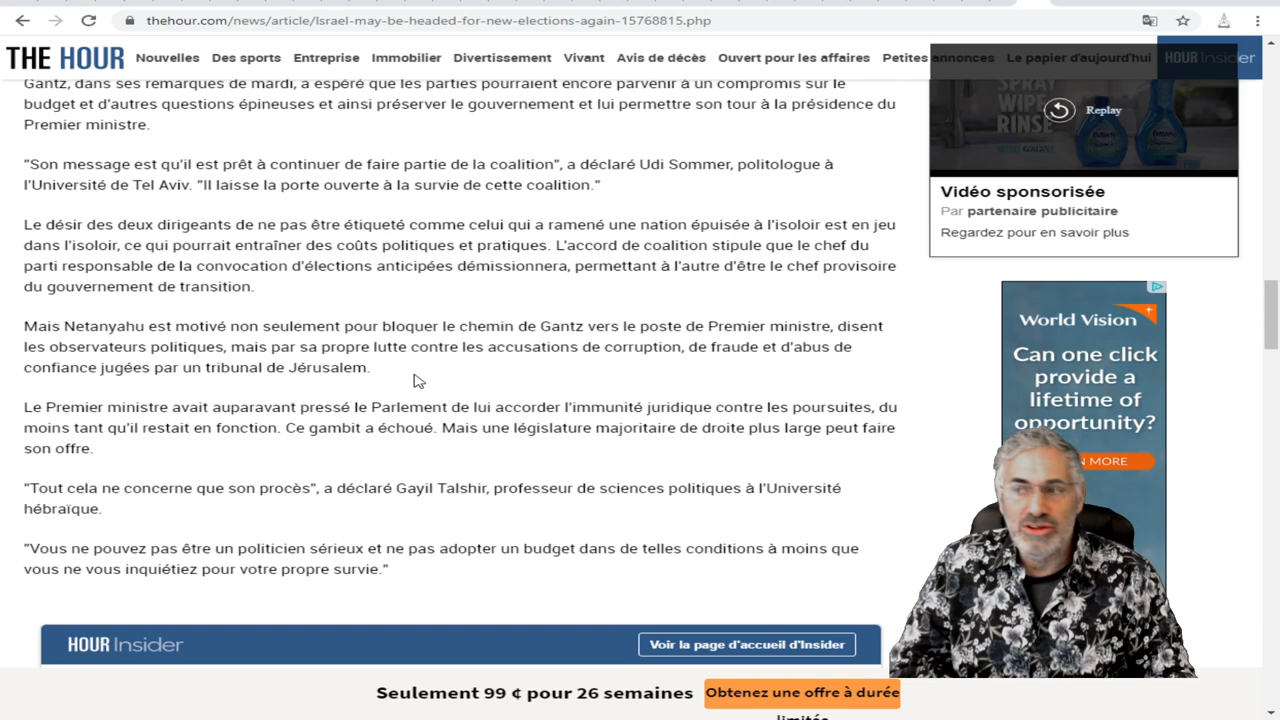 thehour.com/news/article/Israel-may-be-headed-for-new-elections-again-15768815.php
THE HOUR Nouvelles Des sports Entreprise Immobilier Divertissement Vivant Avis de décès Ouvert pour les affaires Petites annonces Le papier d'aujourd'hui HOUR Insider
Gantz, dans ses remarques de mardi, a espéré que les parties pourraient encore parvenir à un compromis sur le
budget et d'autres questions épineuses et ainsi préserver le gouvernement et lui permettre son tour à la présidence du
Premier ministre.
"Son message est qu'il est prêt à continuer de faire partie de la coalition", a déclaré Udi Sommer, politologue à
l'Université de Tel Aviv. "Il laisse la porte ouverte à la survie de cette coalition."
Le désir des deux dirigeants de ne pas être étiqueté comme celui qui a ramené une nation épuisée à l'isoloir est en jeu
dans l'isoloir, ce qui pourrait entraîner des coûts politiques et pratiques. L'accord de coalition stipule que le chef du
parti responsable de la convocation d'élections anticipées démissionnera, permettant à l'autre d'être le chef provisoire
du gouvernement de transition.
Mais Netanyahu est motivé non seulement pour bloquer le chemin de Gantz vers le poste de Premier ministre, disent
les observateurs politiques, mais par sa propre lutte contre les accusations de corruption, de fraude et d'abus de
confiance jugées par un tribunal de Jérusalem.
Le Premier ministre avait auparavant pressé le Parlement de lui accorder l'immunité juridique contre les poursuites, du
moins tant qu'il restait en fonction. Ce gambit a échoué. Mais une législature majoritaire de droite plus large peut faire
son offre.
"Tout cela ne concerne que son procès", a déclaré Gayil Talshir, professeur de sciences politiques à l'Université
hébraïque.
"Vous ne pouvez pas être un politicien sérieux et ne pas adopter un budget dans de telles conditions à moins que
vous ne vous inquiétiez pour votre propre survie."
HOUR Insider
Voir la page d'accueil d'Insider
Seulement 99 ¢ pour 26 semaines
Obtenez une offre à durée
limitée
SPRAY
WIPE
RINSE
Replay
Vidéo sponsorisée
Par partenaire publicitaire
Regardez pour en savoir plus
World Vision
Can one click
provide a
lifetime of
opportunity?
N MORE